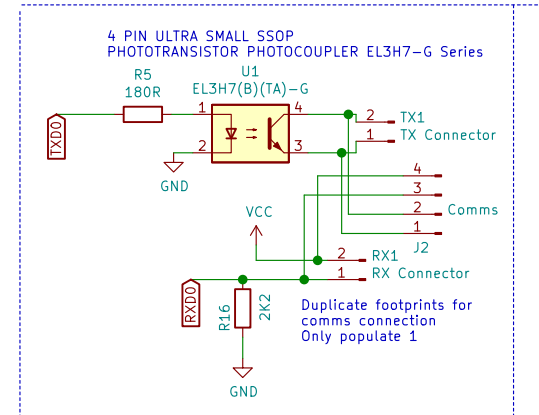 4 PIN ULTRA SMALL SSOP
PHOTOTRANSISTOR PHOTOCOUPLER EL3H7-G Series
R5
180R
U1
EL3H7(B)(TA)-G
1
4
2
3
TXD0
GND
2
TX1
1
TX Connector
4
3
2
1
Comms
J2
VCC
2
RX1
1
RX Connector
RXD0
R16
2K2
GND
Duplicate footprints for
comms connection
Only populate 1